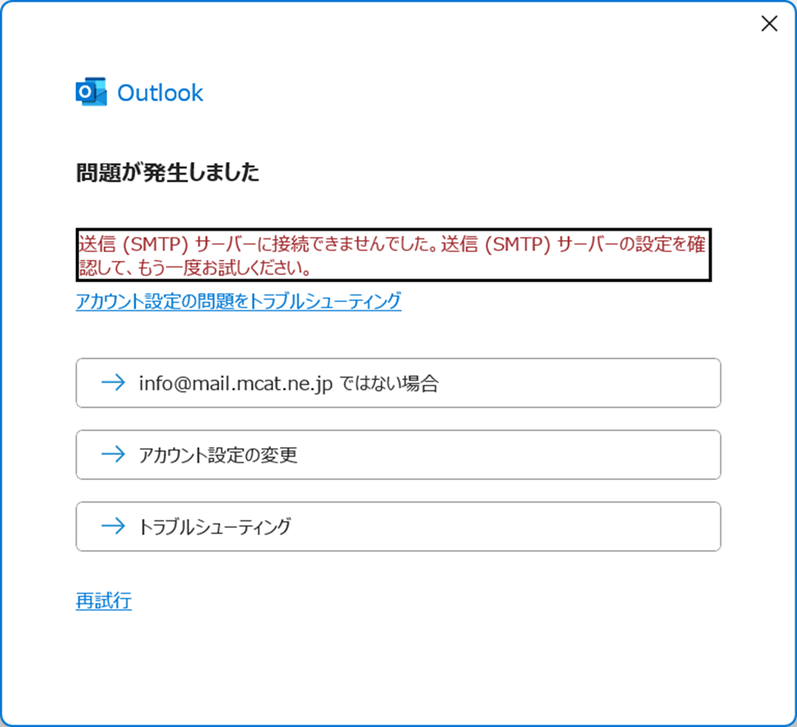 Outlook
問題が発生しました
送信 (SMTP) サーバーに接続できませんでした。送信 (SMTP) サーバーの設定を確
認して、もう一度お試しください。
アカウント設定の問題をトラブルシューティング
→ info@mail.mcat.ne.jp ではない場合
→ アカウント設定の変更
→ トラブルシューティング
再試行